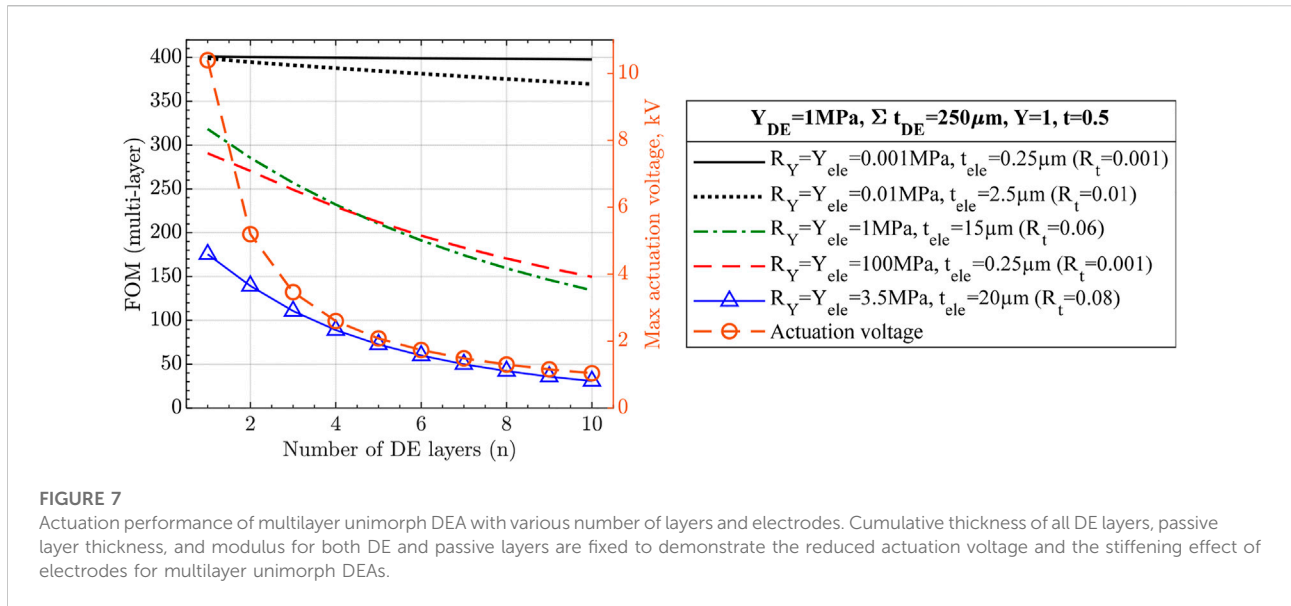 400
350
300
250
200
150
100
50
0
FOM (multi-layer)
2
4
6
8
10
Number of DE layers (n)
10
8
6
4
2
0
Max actuation voltage, kV
Y_DE=1MPa, Σ t_DE=250μm, Y=1, t=0.5
R_Y=Y_ele=0.001MPa, t_ele=0.25μm (R_t=0.001)
R_Y=Y_ele=0.01MPa, t_ele=2.5μm (R_t=0.01)
R_Y=Y_ele=1MPa, t_ele=15μm (R_t=0.06)
R_Y=Y_ele=100MPa, t_ele=0.25μm (R_t=0.001)
R_Y=Y_ele=3.5MPa, t_ele=20μm (R_t=0.08)
Actuation voltage
FIGURE 7
Actuation performance of multilayer unimorph DEA with various number of layers and electrodes. Cumulative thickness of all DE layers, passive
layer thickness, and modulus for both DE and passive layers are fixed to demonstrate the reduced actuation voltage and the stiffening effect of
electrodes for multilayer unimorph DEAs.